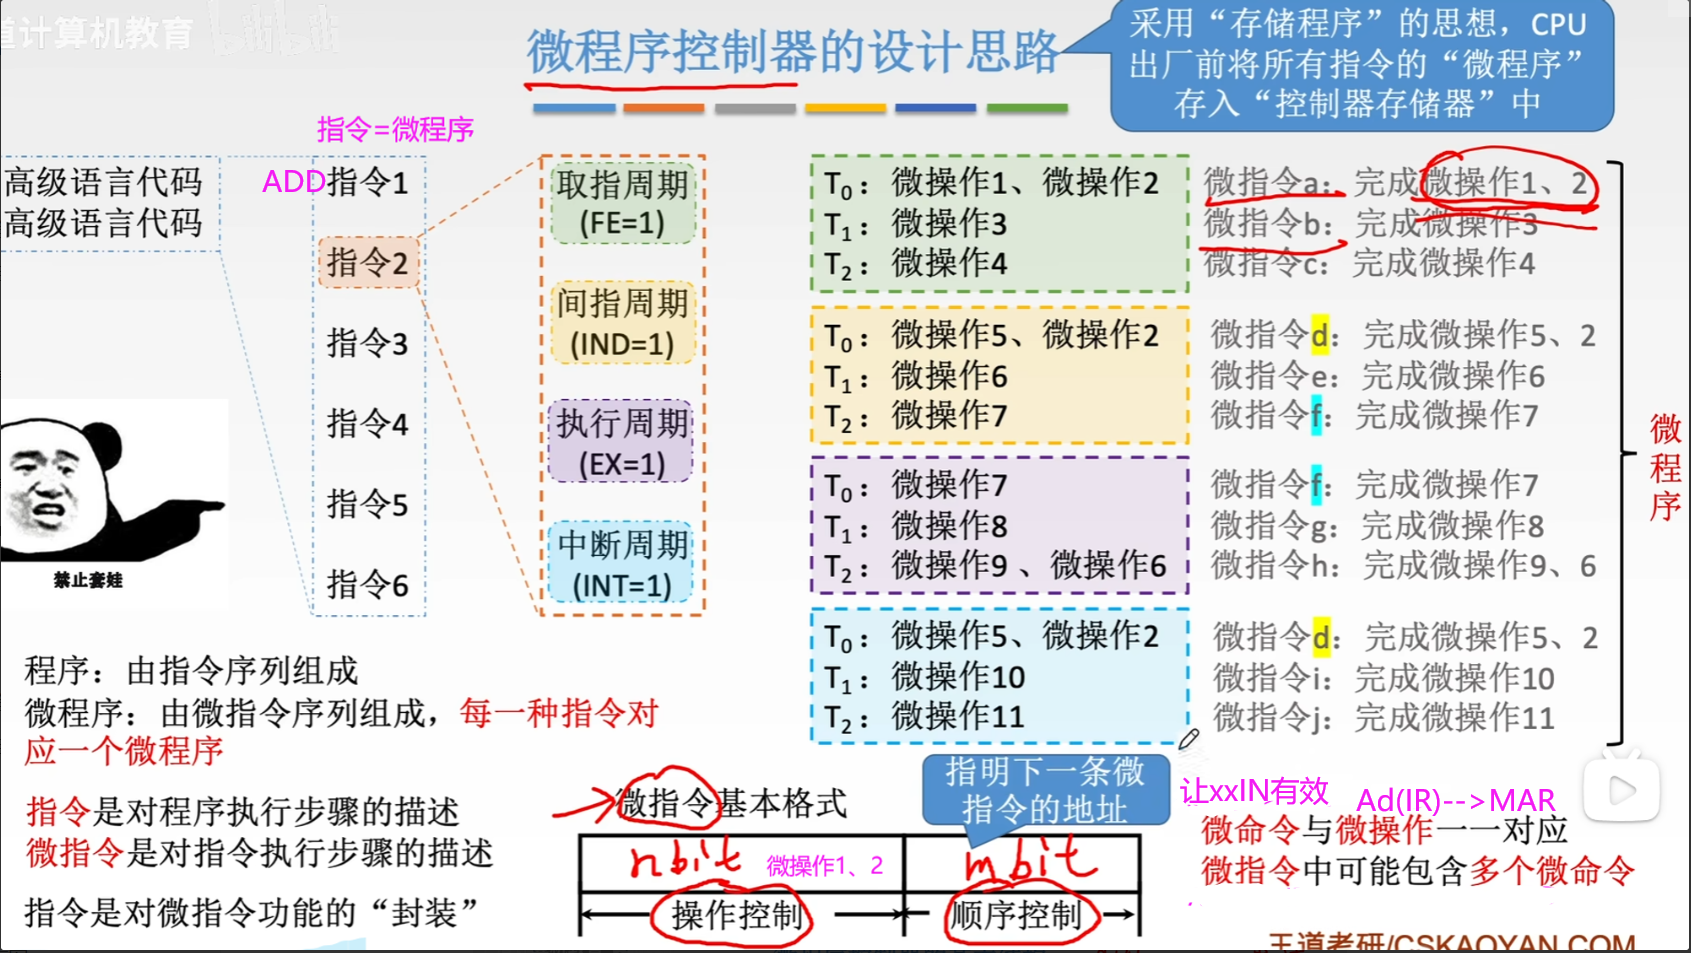 道计算机教育 bilibili
微程序控制器的设计思路
采用“存储程序”的思想，CPU
出厂前将所有指令的“微程序”
存入“控制器存储器”中
指令=微程序
高级语言代码
高级语言代码
ADD指令1
指令2
指令3
指令4
指令5
指令6
禁止套娃
取指周期
(FE=1)
间指周期
(IND=1)
执行周期
(EX=1)
中断周期
(INT=1)
T₀：微操作1、微操作2
T₁：微操作3
T₂：微操作4
T₀：微操作5、微操作2
T₁：微操作6
T₂：微操作7
T₀：微操作7
T₁：微操作8
T₂：微操作9 、微操作6
T₀：微操作5、微操作2
T₁：微操作10
T₂：微操作11
微指令a：完成微操作1、2
微指令b：完成微操作3
微指令c：完成微操作4
微指令d：完成微操作5、2
微指令e：完成微操作6
微指令f：完成微操作7
微指令f：完成微操作7
微指令g：完成微操作8
微指令h：完成微操作9、6
微指令d：完成微操作5、2
微指令i：完成微操作10
微指令j：完成微操作11
微程序
程序：由指令序列组成
微程序：由微指令序列组成，每一种指令对
应一个微程序
指令是对程序执行步骤的描述
微指令是对指令执行步骤的描述
指令是对微指令功能的“封装”
微指令基本格式
指明下一条微
指令的地址
nbit 微操作1、2
mbit
操作控制
顺序控制
让xxIN有效
Ad(IR)-->MAR
微命令与微操作一一对应
微指令中可能包含多个微命令
王道考研/CSKAOYAN.COM